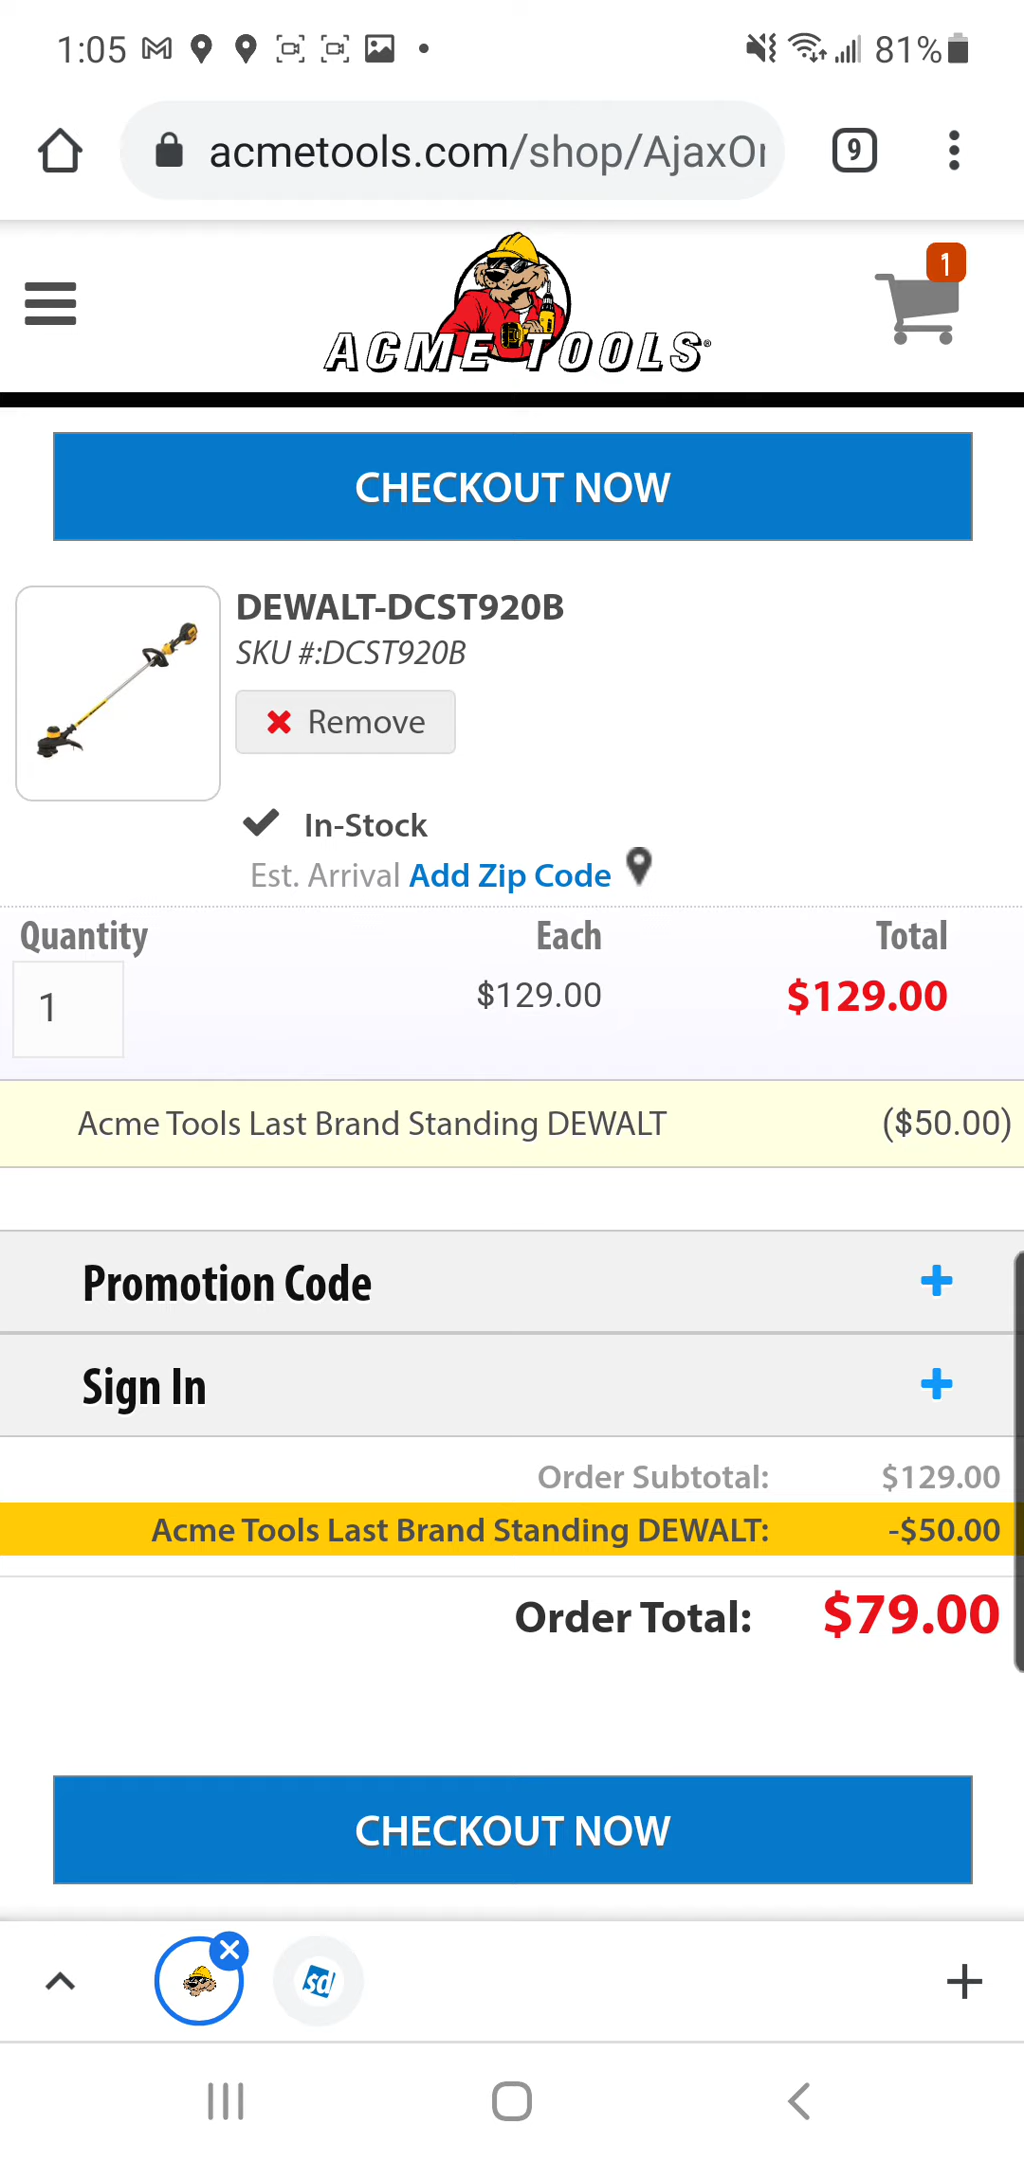 1:05 81%
acmetools.com/shop/AjaxOr
9
1
ACME TOOLS®
CHECKOUT NOW
DEWALT-DCST920B
SKU #:DCST920B
Remove
In-Stock
Est. Arrival Add Zip Code
Quantity Each Total
1 $129.00 $129.00
Acme Tools Last Brand Standing DEWALT ($50.00)
Promotion Code
Sign In
Order Subtotal: $129.00
Acme Tools Last Brand Standing DEWALT: -$50.00
Order Total: $79.00
CHECKOUT NOW
sd